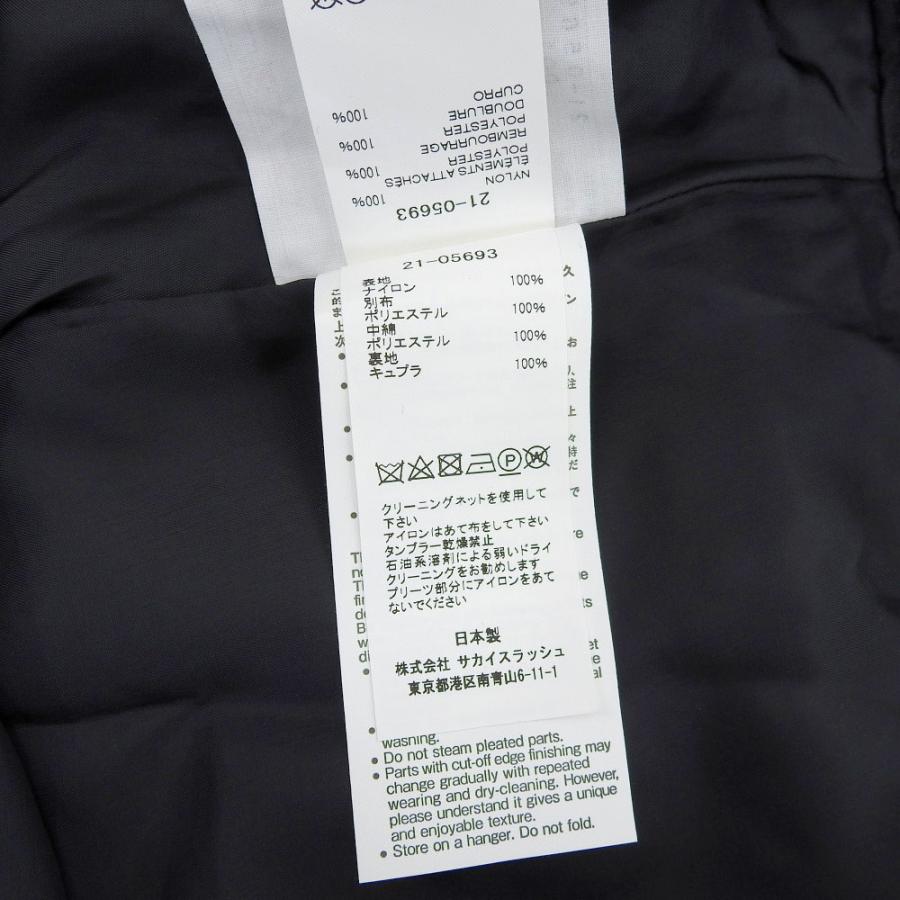 21-05693
NYLON 100%
ÉLÉMENTS ATTACHÉS
POLYESTER 100%
REMBOURRAGE
POLYESTER 100%
DOUBLURE
CUPRO 100%
21-05693
表地
ナイロン 100%
別布
ポリエステル 100%
中綿
ポリエステル 100%
裏地
キュプラ 100%
クリーニングネットを使用して
下さい
アイロンはあて布をして下さい
タンブラー乾燥禁止
石油系溶剤による弱いドライ
クリーニングをお勧めします
プリーツ部分にアイロンをあて
ないでください
日本製
株式会社 サカイスラッシュ
東京都港区南青山6-11-1
washing.
• Do not steam pleated parts.
• Parts with cut-off edge finishing may
change gradually with repeated
wearing and dry-cleaning. However,
please understand it gives a unique
and enjoyable texture.
• Store on a hanger. Do not fold.